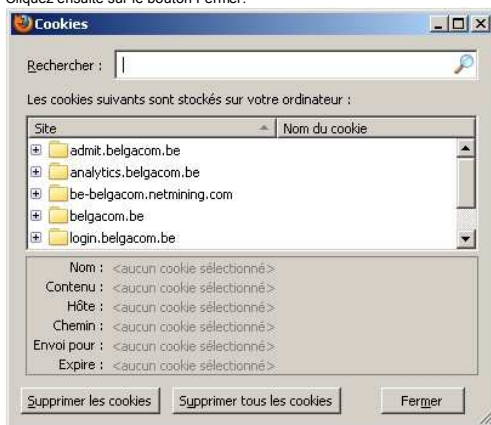 Cliquez ensuite sur le bouton Fermer.
Cookies
Rechercher :
Les cookies suivants sont stockés sur votre ordinateur :
Site Nom du cookie
admit.belgacom.be
analytics.belgacom.be
be-belgacom.netmining.com
belgacom.be
login.belgacom.be
Nom : <aucun cookie sélectionné>
Contenu : <aucun cookie sélectionné>
Hôte : <aucun cookie sélectionné>
Chemin : <aucun cookie sélectionné>
Envoi pour : <aucun cookie sélectionné>
Expire : <aucun cookie sélectionné>
Supprimer les cookies Supprimer tous les cookies Fermer